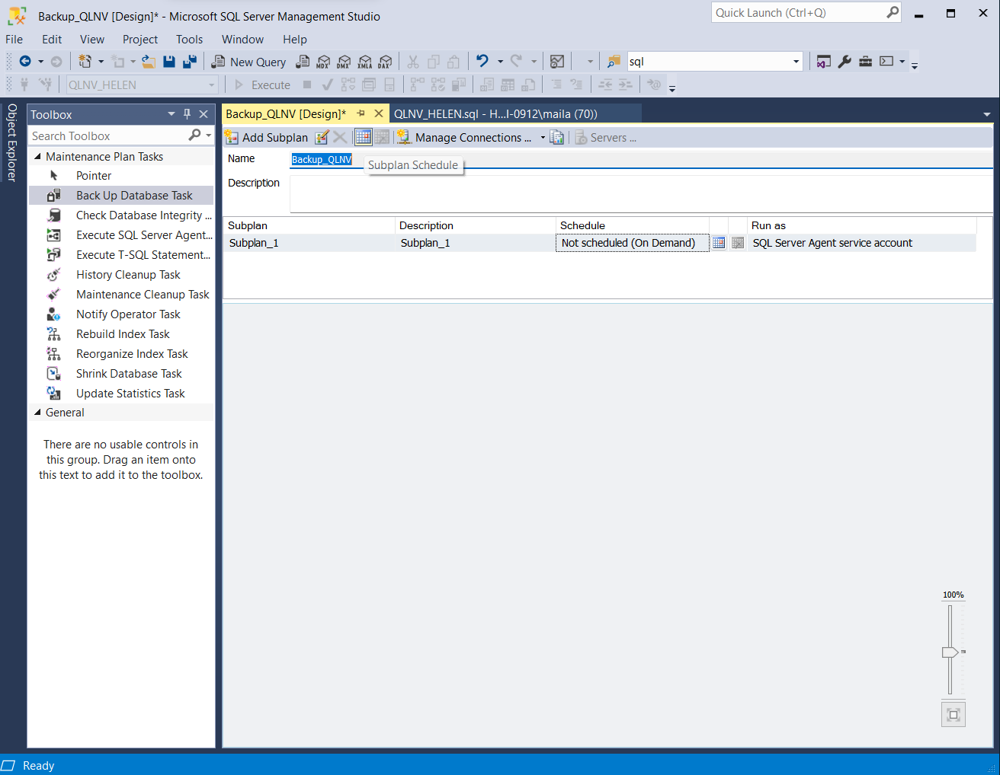 Backup_QLNV [Design]* - Microsoft SQL Server Management Studio
Quick Launch (Ctrl+Q)
File Edit View Project Tools Window Help
New Query MDX DMX XMLA DAX sql
QLNV_HELEN Execute
Object Explorer
Toolbox
Search Toolbox
Maintenance Plan Tasks
Pointer
Back Up Database Task
Check Database Integrity ...
Execute SQL Server Agent...
Execute T-SQL Statement...
History Cleanup Task
Maintenance Cleanup Task
Notify Operator Task
Rebuild Index Task
Reorganize Index Task
Shrink Database Task
Update Statistics Task
General
There are no usable controls in
this group. Drag an item onto
this text to add it to the toolbox.
Backup_QLNV [Design]* QLNV_HELEN.sql - H...I-0912\maila (70))
Add Subplan Manage Connections ... Servers ...
Name Backup_QLNV
Subplan Schedule
Description
Subplan Description Schedule Run as
Subplan_1 Subplan_1 Not scheduled (On Demand) SQL Server Agent service account
100%
Ready